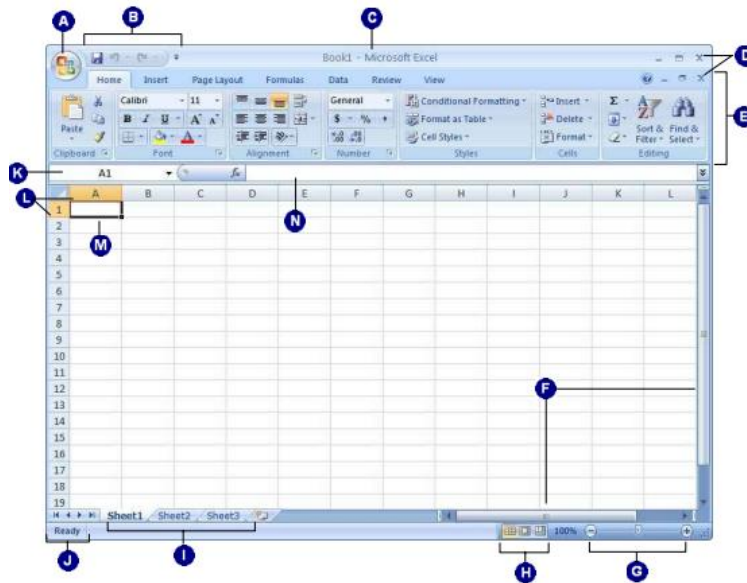 A
B
C
D
Book1 - Microsoft Excel
Home Insert Page Layout Formulas Data Review View
E
Paste
Calibri 11
B I U A A
A
General
$ % ,
Conditional Formatting
Format as Table
Cell Styles
Insert
Delete
Format
Σ
Sort & Filter
Find & Select
Clipboard Font Alignment Number Styles Cells Editing
K
A1
fx
L
A B C D E F G H I J K L
N
M
1
2
3
4
5
6
7
8
9
10
11
12
F
13
14
15
16
17
18
19
Sheet1 Sheet2 Sheet3
Ready
100%
J
I
H
G